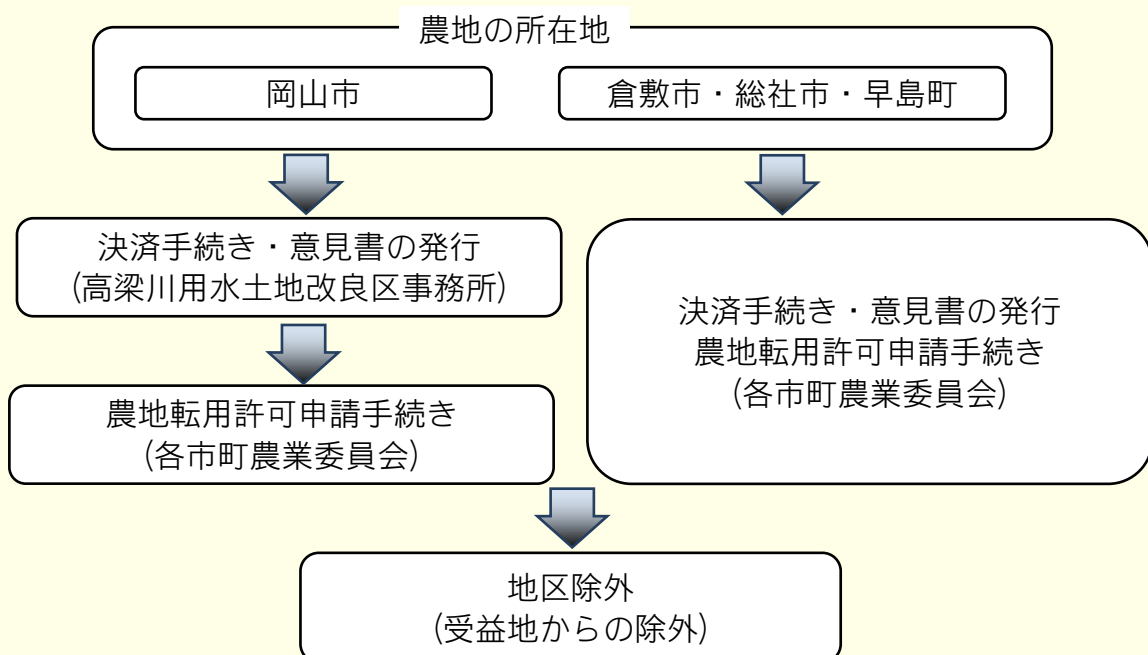 農地の所在地
岡山市
倉敷市・総社市・早島町
決済手続き・意見書の発行
(高梁川用水土地改良区事務所)
農地転用許可申請手続き
(各市町農業委員会)
決済手続き・意見書の発行
農地転用許可申請手続き
(各市町農業委員会)
地区除外
(受益地からの除外)